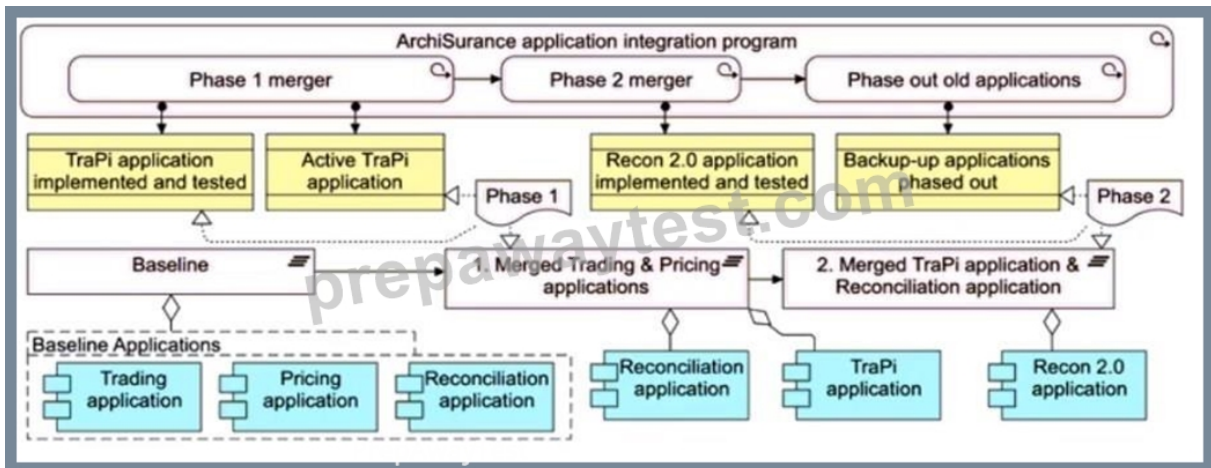 ArchiSurance application integration program
Phase 1 merger
Phase 2 merger
Phase out old applications
TraPi application
implemented and tested
Active TraPi
application
Phase 1
Recon 2.0 application
implemented and tested
Backup-up applications
phased out
Phase 2
Baseline
1. Merged Trading & Pricing
applications
2. Merged TraPi application &
Reconciliation application
prepawaytest.com
Baseline Applications
Trading
application
Pricing
application
Reconciliation
application
Reconciliation
application
TraPi
application
Recon 2.0
application